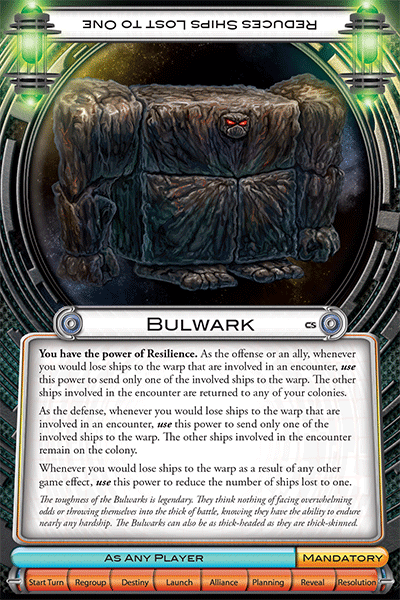 REDUCES SHIPS LOST TO ONE
BULWARK
CS
You have the power of Resilience. As the offense or an ally, whenever
you would lose ships to the warp that are involved in an encounter, use
this power to send only one of the involved ships to the warp. The other
ships involved in the encounter are returned to any of your colonies.
As the defense, whenever you would lose ships to the warp that are
involved in an encounter, use this power to send only one of the
involved ships to the warp. The other ships involved in the encounter
remain on the colony.
Whenever you would lose ships to the warp as a result of any other
game effect, use this power to reduce the number of ships lost to one.
The toughness of the Bulwarks is legendary. They think nothing of facing overwhelming
odds or throwing themselves into the thick of battle, knowing they have the ability to endure
nearly any hardship. The Bulwarks can also be as thick-headed as they are thick-skinned.
AS ANY PLAYER MANDATORY
Start Turn Regroup Destiny Launch Alliance Planning Reveal Resolution